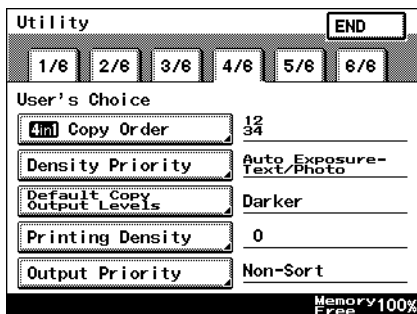 Utility
END
1/6 2/6 3/6 4/6 5/6 6/6
User's Choice
4in1 Copy Order
12
34
Density Priority
Auto Exposure-
Text/Photo
Default Copy
Output Levels
Darker
Printing Density
0
Output Priority
Non-Sort
Memory
Free 100%